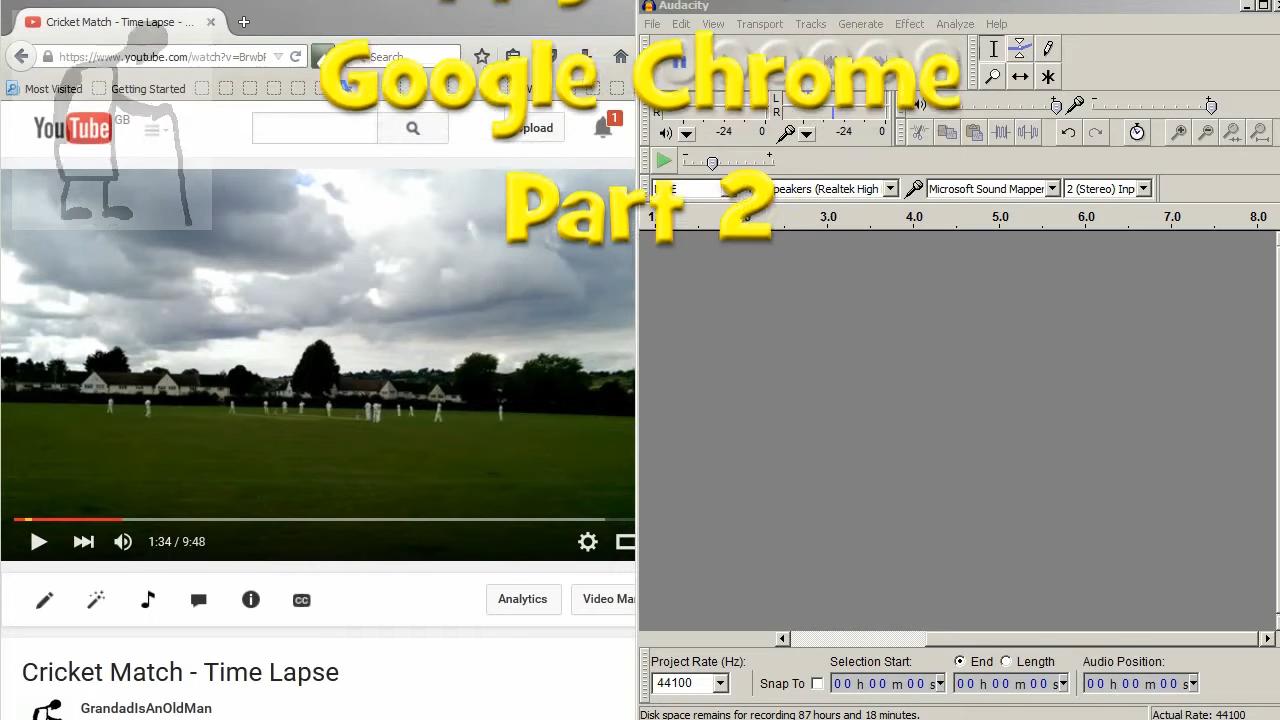 Cricket Match - Time Lapse - ...
https://www.youtube.com/watch?v=Brwbf
Search
Most Visited
Getting Started
YouTube GB
Upload
1
Google Chrome
Part 2
1:34 / 9:48
Analytics
Video Ma
Cricket Match - Time Lapse
GrandadIsAnOldMan
Audacity
File Edit View Transport Tracks Generate Effect Analyze Help
L
R
-24 0
-24 0
Speakers (Realtek High
Microsoft Sound Mapper
2 (Stereo) Inp
3.0 4.0 5.0 6.0 7.0 8.0
Project Rate (Hz):
Selection Start:
End
Length
Audio Position:
44100
Snap To
00 h 00 m 00 s
00 h 00 m 00 s
00 h 00 m 00 s
Disk space remains for recording 87 hours and 18 minutes.
Actual Rate: 44100